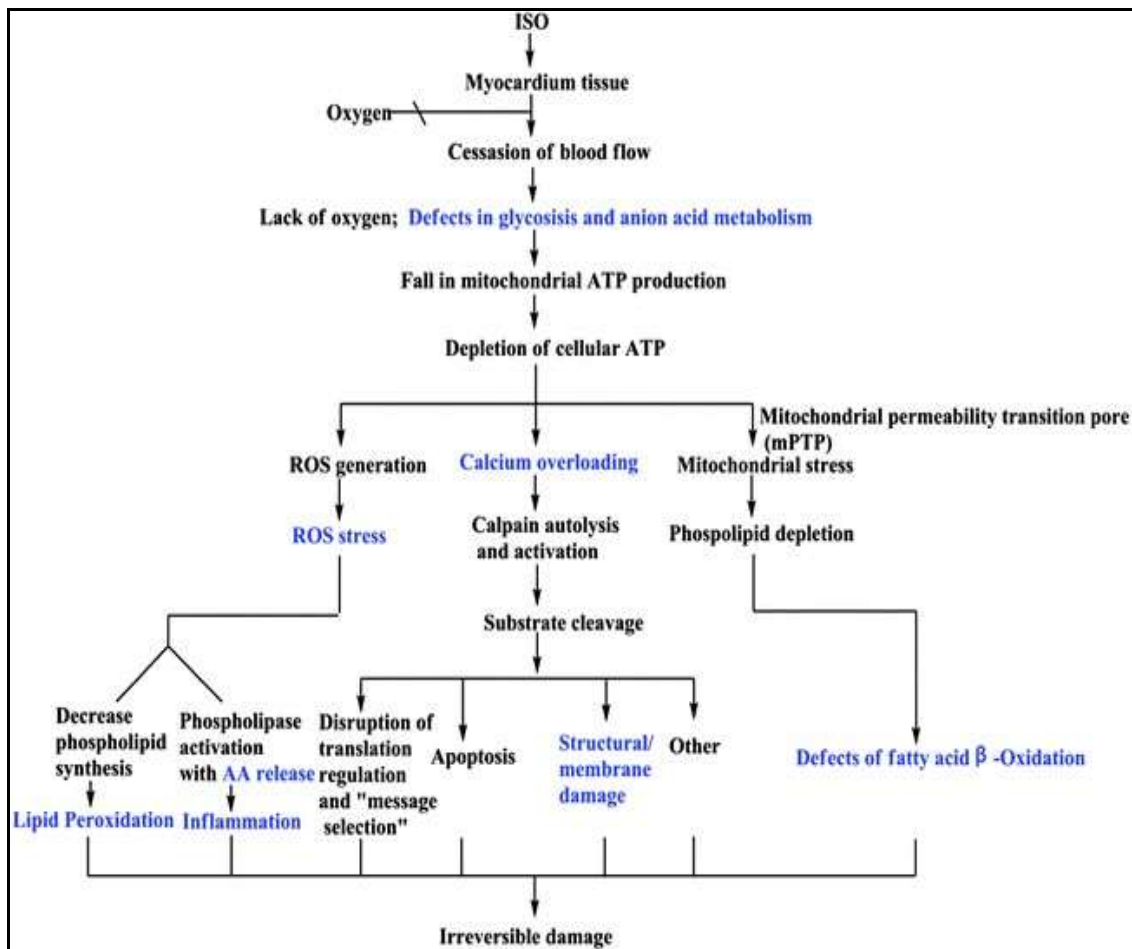 ISO
Myocardium tissue
Oxygen
Cessasion of blood flow
Lack of oxygen; Defects in glycosisis and anion acid metabolism
Fall in mitochondrial ATP production
Depletion of cellular ATP
Mitochondrial permeability transition pore
(mPTP)
ROS generation
Calcium overloading
Mitochondrial stress
ROS stress
Calpain autolysis
and activation
Phospolipid depletion
Substrate cleavage
Decrease
phospholipid
synthesis
Lipid Peroxidation
Phospholipase
activation
with AA release
Inflammation
Disruption of
translation
regulation
and "message
selection"
Apoptosis
Structural/
membrane
damage
Other
Defects of fatty acid β -Oxidation
Irreversible damage